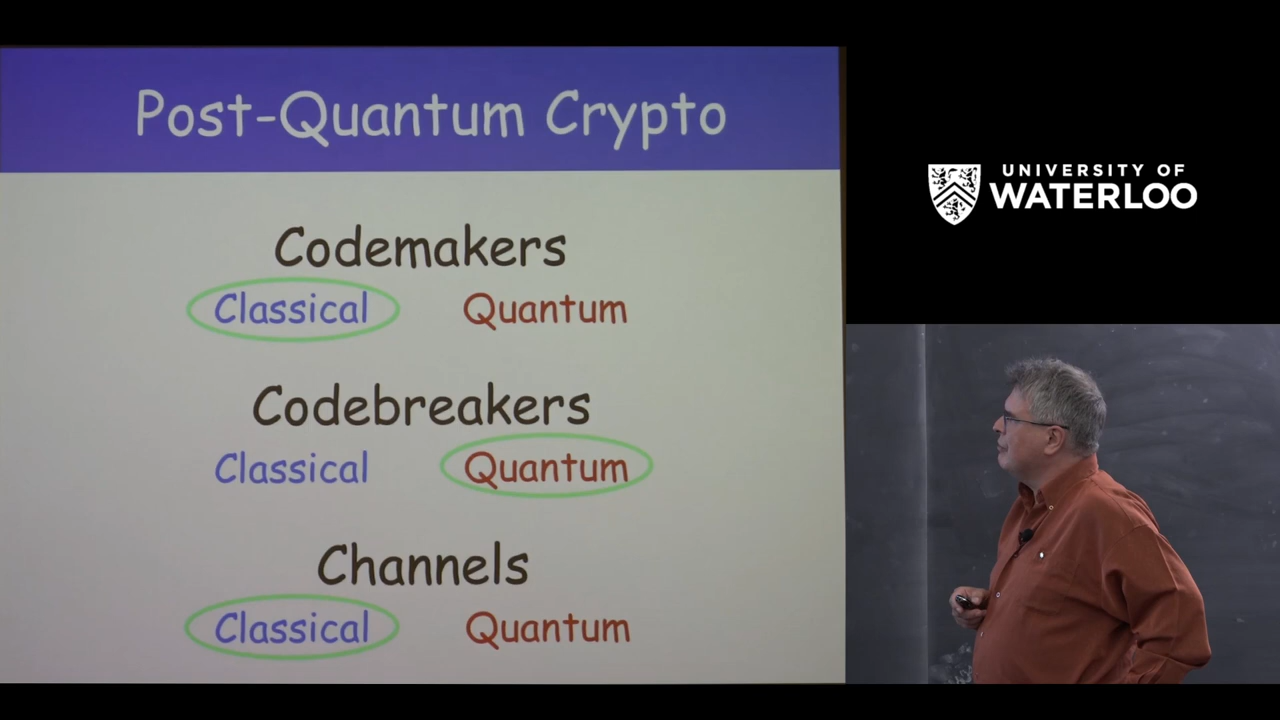 Post-Quantum Crypto
Codemakers
Classical Quantum
Codebreakers
Classical Quantum
Channels
Classical Quantum
UNIVERSITY OF
WATERLOO